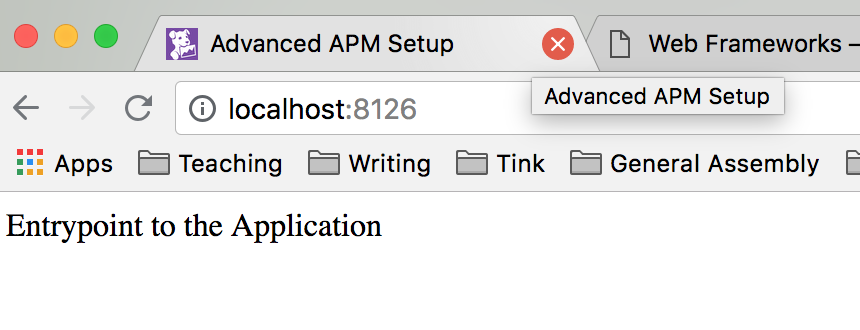 Advanced APM Setup
Web Frameworks –
localhost:8126
Advanced APM Setup
Apps Teaching Writing Tink General Assembly
Entrypoint to the Application